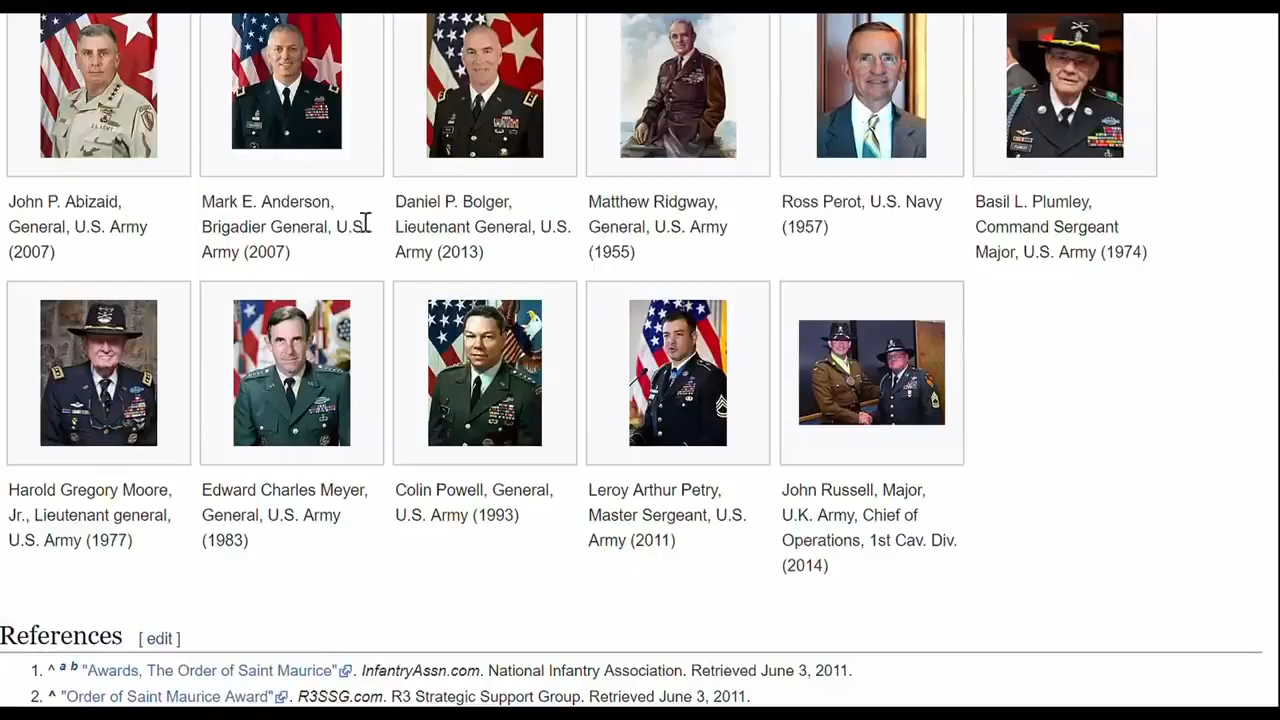 John P. Abizaid,
General, U.S. Army
(2007)
Mark E. Anderson,
Brigadier General, U.S.
Army (2007)
Daniel P. Bolger,
Lieutenant General, U.S.
Army (2013)
Matthew Ridgway,
General, U.S. Army
(1955)
Ross Perot, U.S. Navy
(1957)
Basil L. Plumley,
Command Sergeant
Major, U.S. Army (1974)
Harold Gregory Moore,
Jr., Lieutenant general,
U.S. Army (1977)
Edward Charles Meyer,
General, U.S. Army
(1983)
Colin Powell, General,
U.S. Army (1993)
Leroy Arthur Petry,
Master Sergeant, U.S.
Army (2011)
John Russell, Major,
U.K. Army, Chief of
Operations, 1st Cav. Div.
(2014)
References [ edit ]
1. ^ a b "Awards, The Order of Saint Maurice". InfantryAssn.com. National Infantry Association. Retrieved June 3, 2011.
2. ^ "Order of Saint Maurice Award". R3SSG.com. R3 Strategic Support Group. Retrieved June 3, 2011.